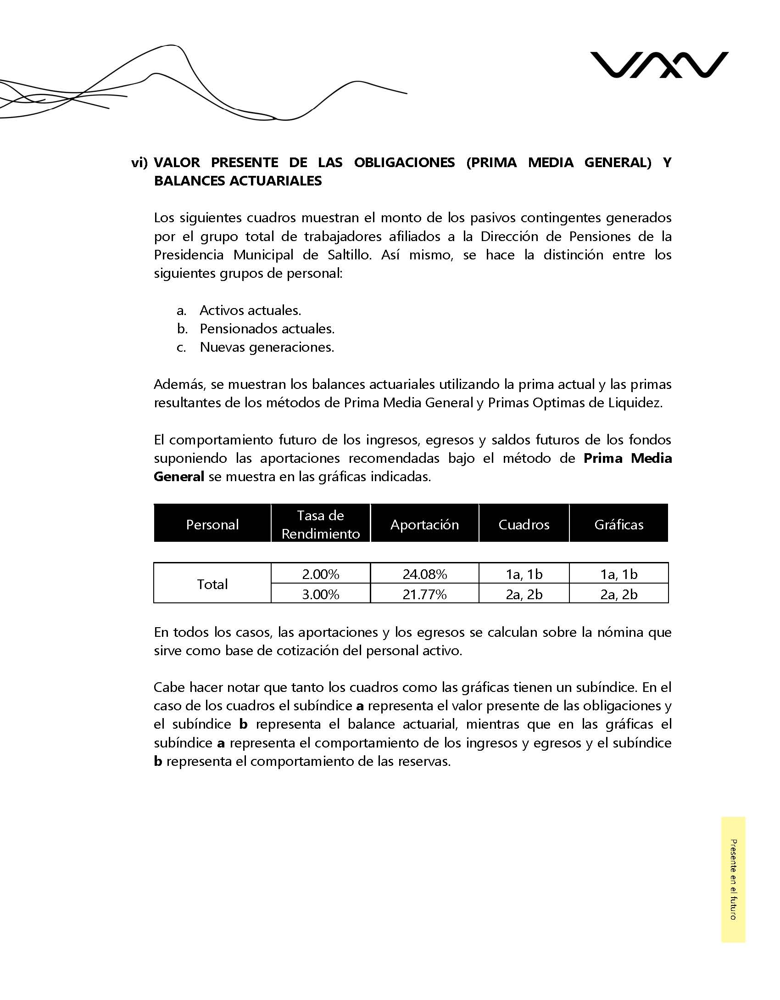 VAN
vi) VALOR PRESENTE DE LAS OBLIGACIONES (PRIMA MEDIA GENERAL) Y
BALANCES ACTUARIALES
Los siguientes cuadros muestran el monto de los pasivos contingentes generados
por el grupo total de trabajadores afiliados a la Dirección de Pensiones de la
Presidencia Municipal de Saltillo. Así mismo, se hace la distinción entre los
siguientes grupos de personal:
a. Activos actuales.
b. Pensionados actuales.
c. Nuevas generaciones.
Además, se muestran los balances actuariales utilizando la prima actual y las primas
resultantes de los métodos de Prima Media General y Primas Optimas de Liquidez.
El comportamiento futuro de los ingresos, egresos y saldos futuros de los fondos
suponiendo las aportaciones recomendadas bajo el método de Prima Media
General se muestra en las gráficas indicadas.
Personal Tasa de Rendimiento Aportación Cuadros Gráficas
Total 2.00% 24.08% 1a, 1b 1a, 1b
3.00% 21.77% 2a, 2b 2a, 2b
En todos los casos, las aportaciones y los egresos se calculan sobre la nómina que
sirve como base de cotización del personal activo.
Cabe hacer notar que tanto los cuadros como las gráficas tienen un subíndice. En el
caso de los cuadros el subíndice a representa el valor presente de las obligaciones y
el subíndice b representa el balance actuarial, mientras que en las gráficas el
subíndice a representa el comportamiento de los ingresos y egresos y el subíndice
b representa el comportamiento de las reservas.
Presente en el futuro